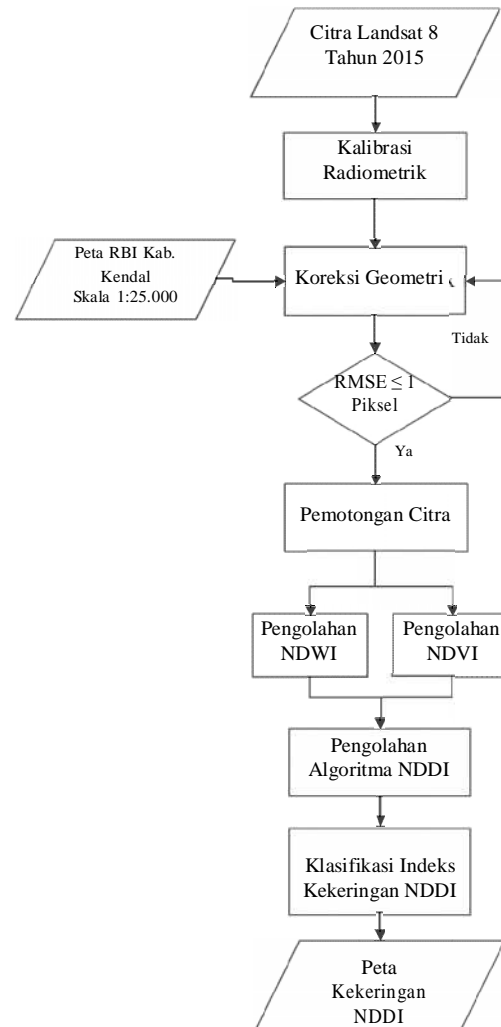 Citra Landsat 8
Tahun 2015
Kalibrasi
Radiometrik
Peta RBI Kab.
Kendal
Skala 1:25.000
Koreksi Geometri
Tidak
RMSE ≤ 1
Piksel
Ya
Pemotongan Citra
Pengolahan
NDWI
Pengolahan
NDVI
Pengolahan
Algoritma NDDI
Klasifikasi Indeks
Kekeringan NDDI
Peta
Kekeringan
NDDI